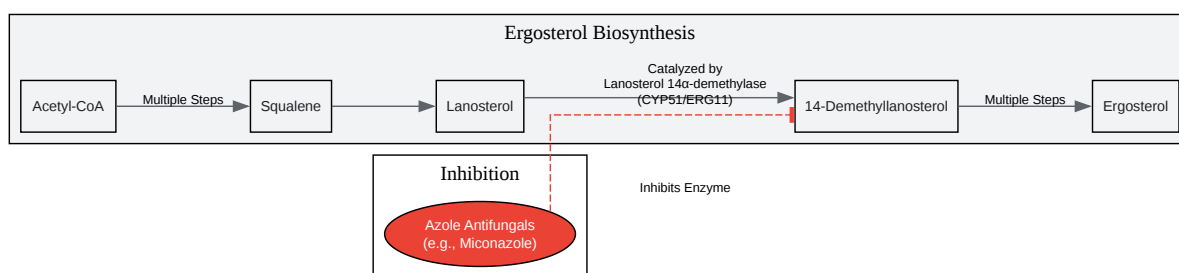 Ergosterol Biosynthesis
Acetyl-CoA
Multiple Steps
Squalene
Lanosterol
Catalyzed by
Lanosterol 14α-demethylase
(CYP51/ERG11)
14-Demethyllanosterol
Multiple Steps
Ergosterol
Inhibition
Azole Antifungals
(e.g., Miconazole)
Inhibits Enzyme